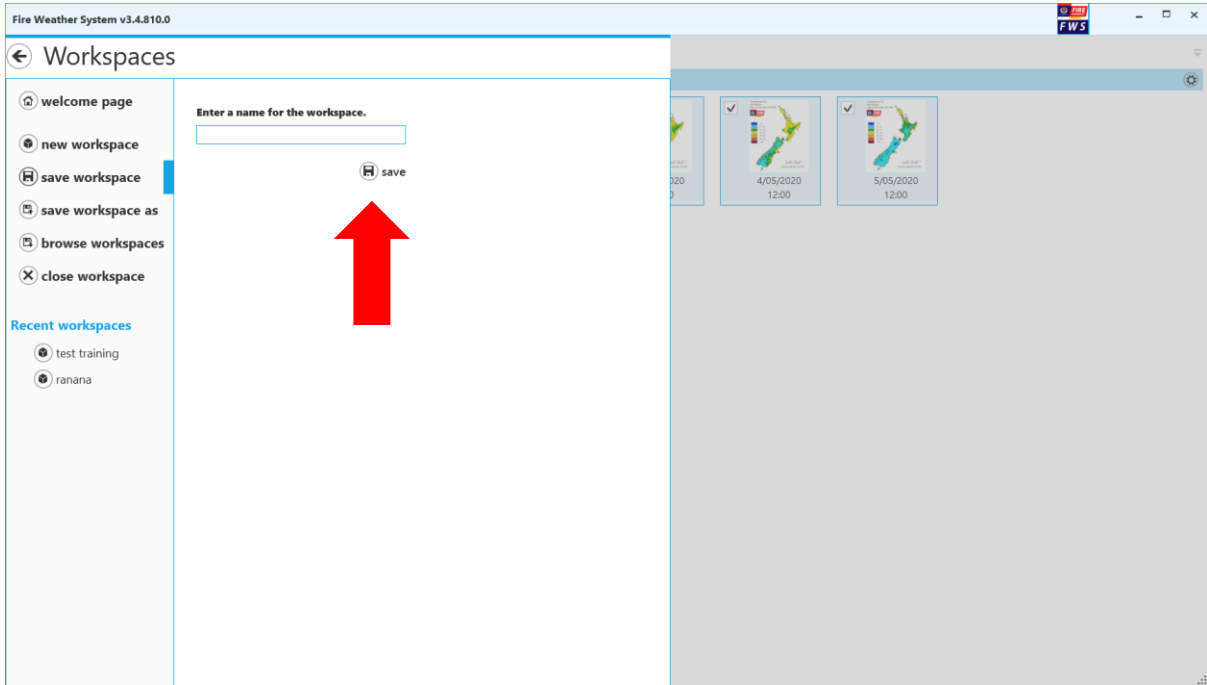 Fire Weather System v3.4.810.0
FIRE
FWS
Workspaces
welcome page
new workspace
save workspace
save workspace as
browse workspaces
close workspace
Recent workspaces
test training
ranana
Enter a name for the workspace.
save
020
4/05/2020
12:00
5/05/2020
12:00